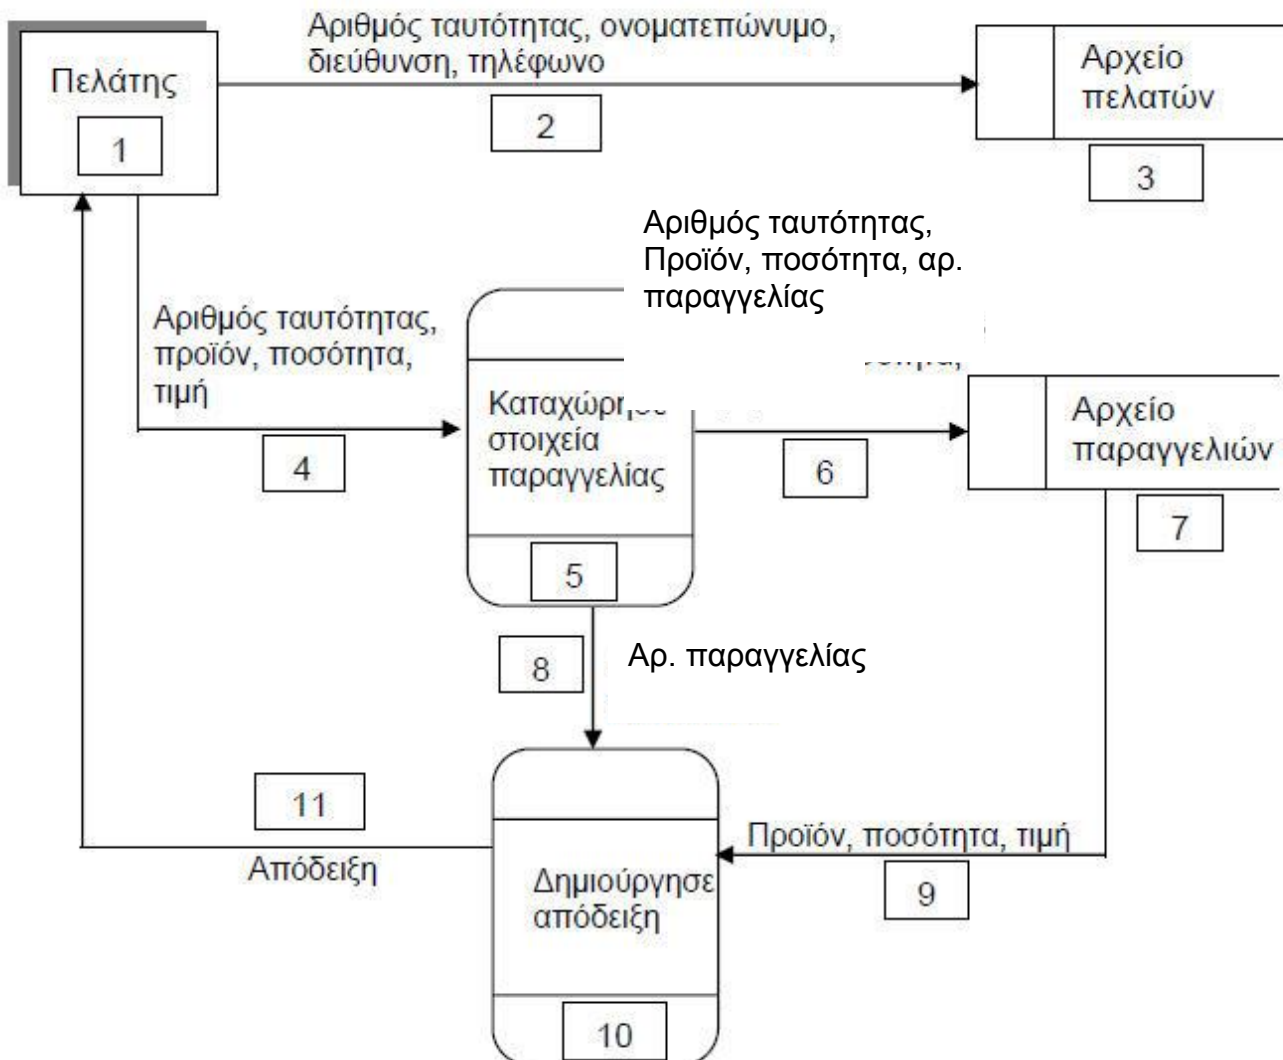 Αριθμός ταυτότητας, ονοματεπώνυμο,
διεύθυνση, τηλέφωνο
Πελάτης
1
2
Αρχείο
πελατών
3
Αριθμός ταυτότητας,
Προϊόν, ποσότητα, αρ.
παραγγελίας
Αριθμός ταυτότητας,
προϊόν, ποσότητα,
τιμή
4
στοιχεία
παραγγελίας
5
6
Αρχείο
παραγγελιών
7
8
Αρ. παραγγελίας
11
Απόδειξη
Δημιούργησε
απόδειξη
10
Προϊόν, ποσότητα, τιμή
9